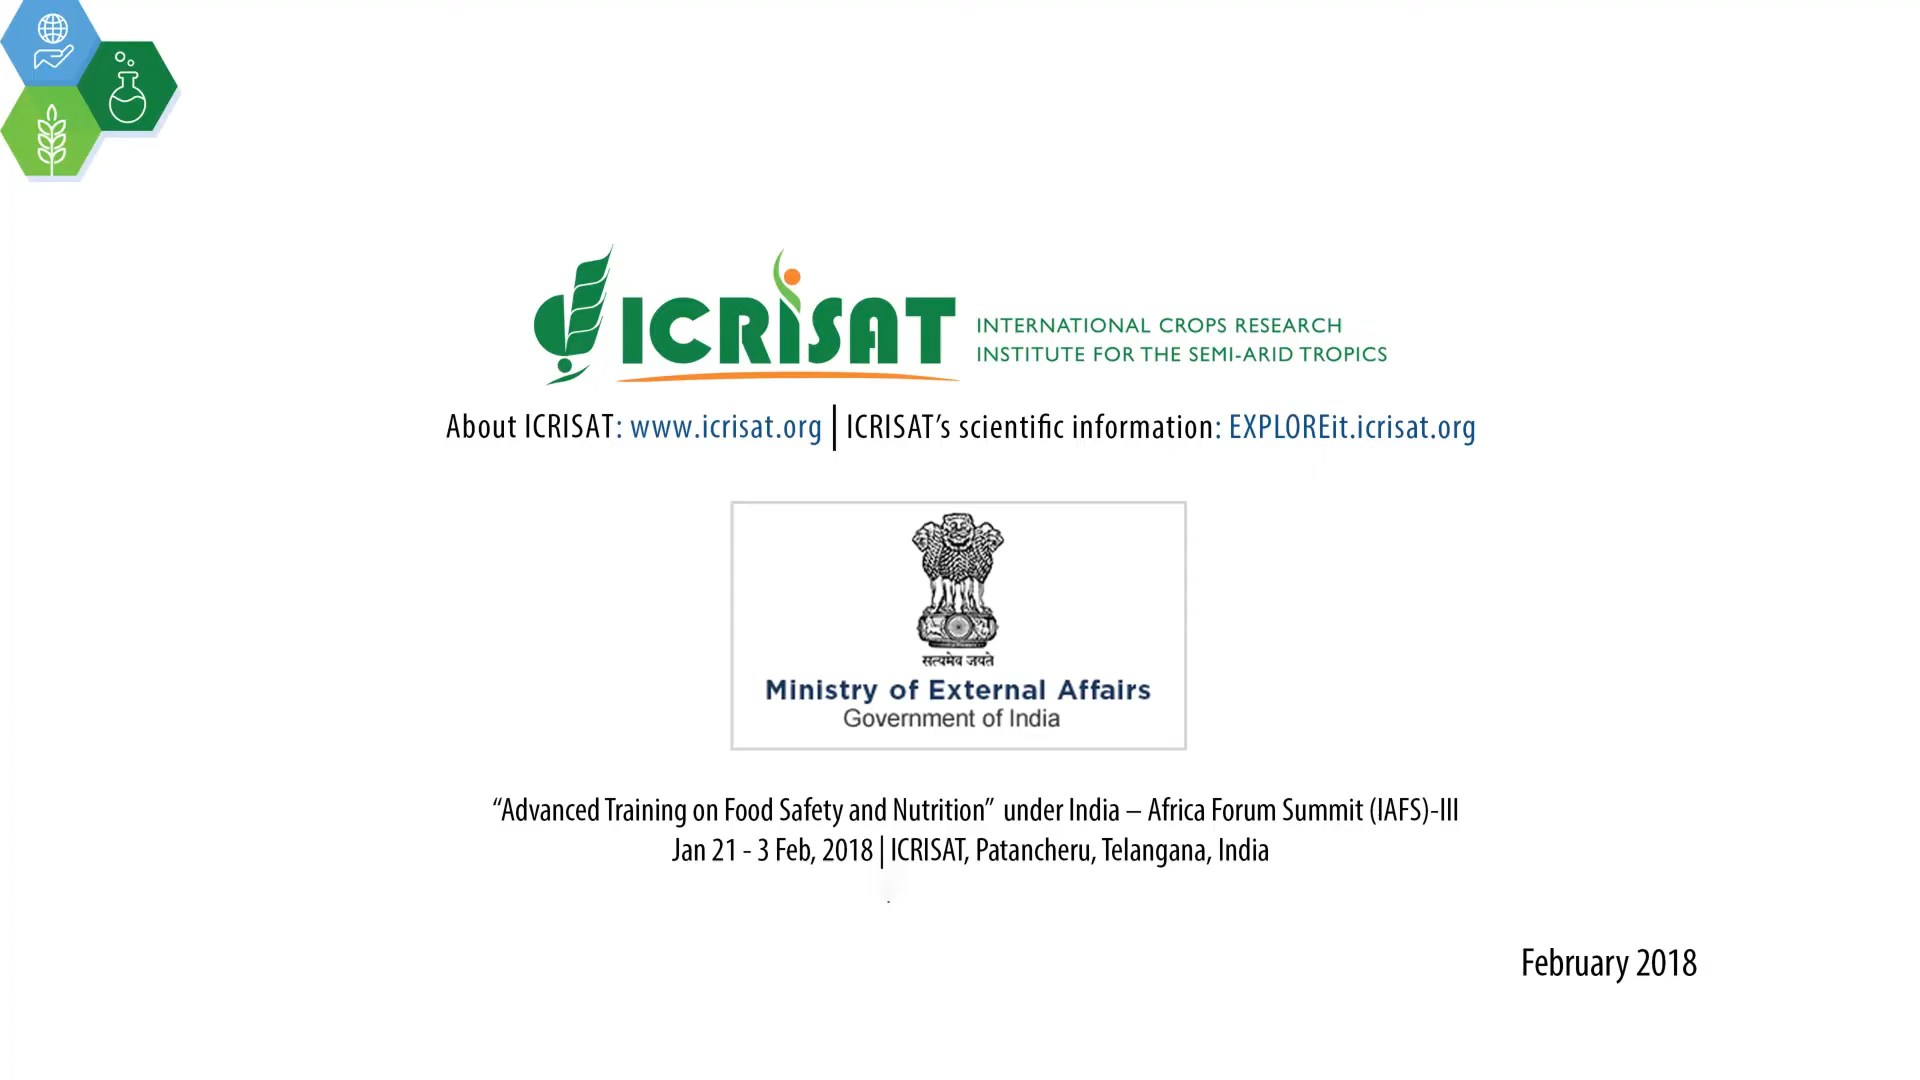 ICRISAT
INTERNATIONAL CROPS RESEARCH
INSTITUTE FOR THE SEMI-ARID TROPICS
About ICRISAT: www.icrisat.org | ICRISAT’s scientific information: EXPLOREit.icrisat.org
सत्यमेव जयते
Ministry of External Affairs
Government of India
“Advanced Training on Food Safety and Nutrition” under India – Africa Forum Summit (IAFS)-III
Jan 21 - 3 Feb, 2018 | ICRISAT, Patancheru, Telangana, India
February 2018